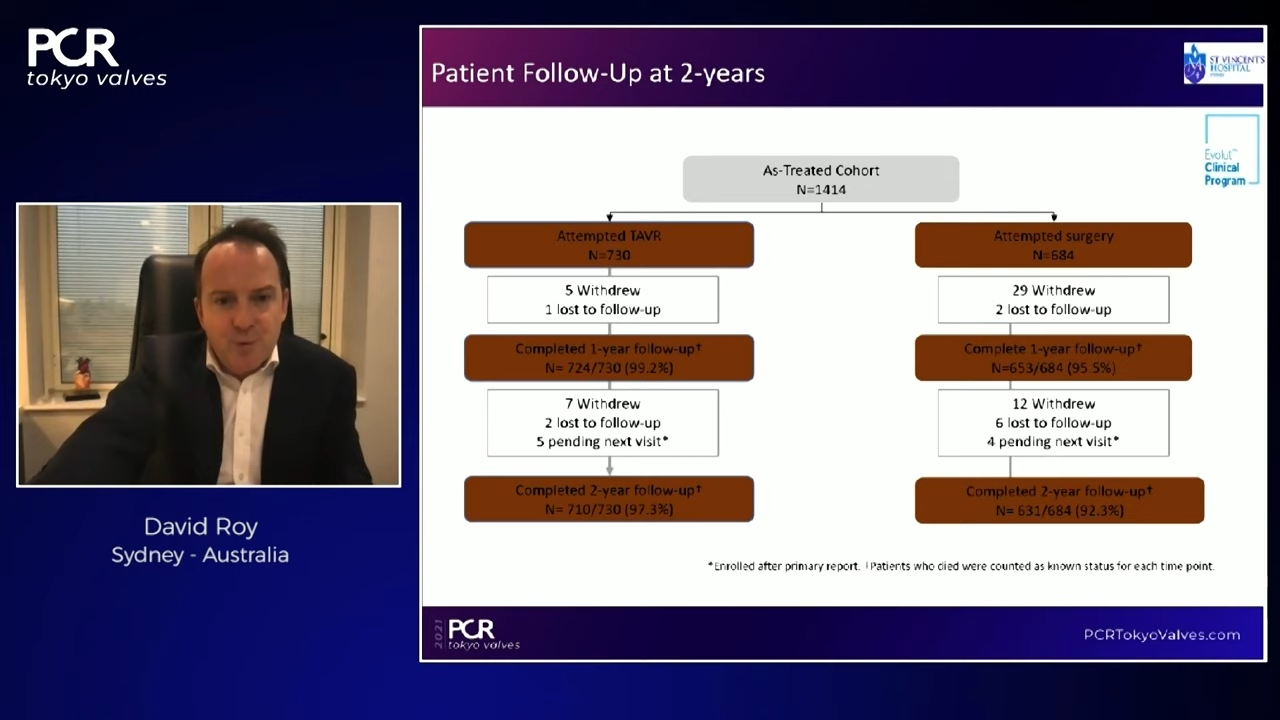 PCR
tokyo valves
David Roy
Sydney - Australia
Patient Follow-Up at 2-years
ST VINCENT'S
HOSPITAL
Evolut™
Clinical
Program
As-Treated Cohort
N=1414
Attempted TAVR
N=730
5 Withdrew
1 lost to follow-up
Completed 1-year follow-up†
N= 724/730 (99.2%)
7 Withdrew
2 lost to follow-up
5 pending next visit*
Completed 2-year follow-up†
N= 710/730 (97.3%)
Attempted surgery
N=684
29 Withdrew
2 lost to follow-up
Complete 1-year follow-up†
N=653/684 (95.5%)
12 Withdrew
6 lost to follow-up
4 pending next visit*
Completed 2-year follow-up†
N= 631/684 (92.3%)
*Enrolled after primary report. †Patients who died were counted as known status for each time point.
2021
PCR
tokyo valves
PCRTokyoValves.com